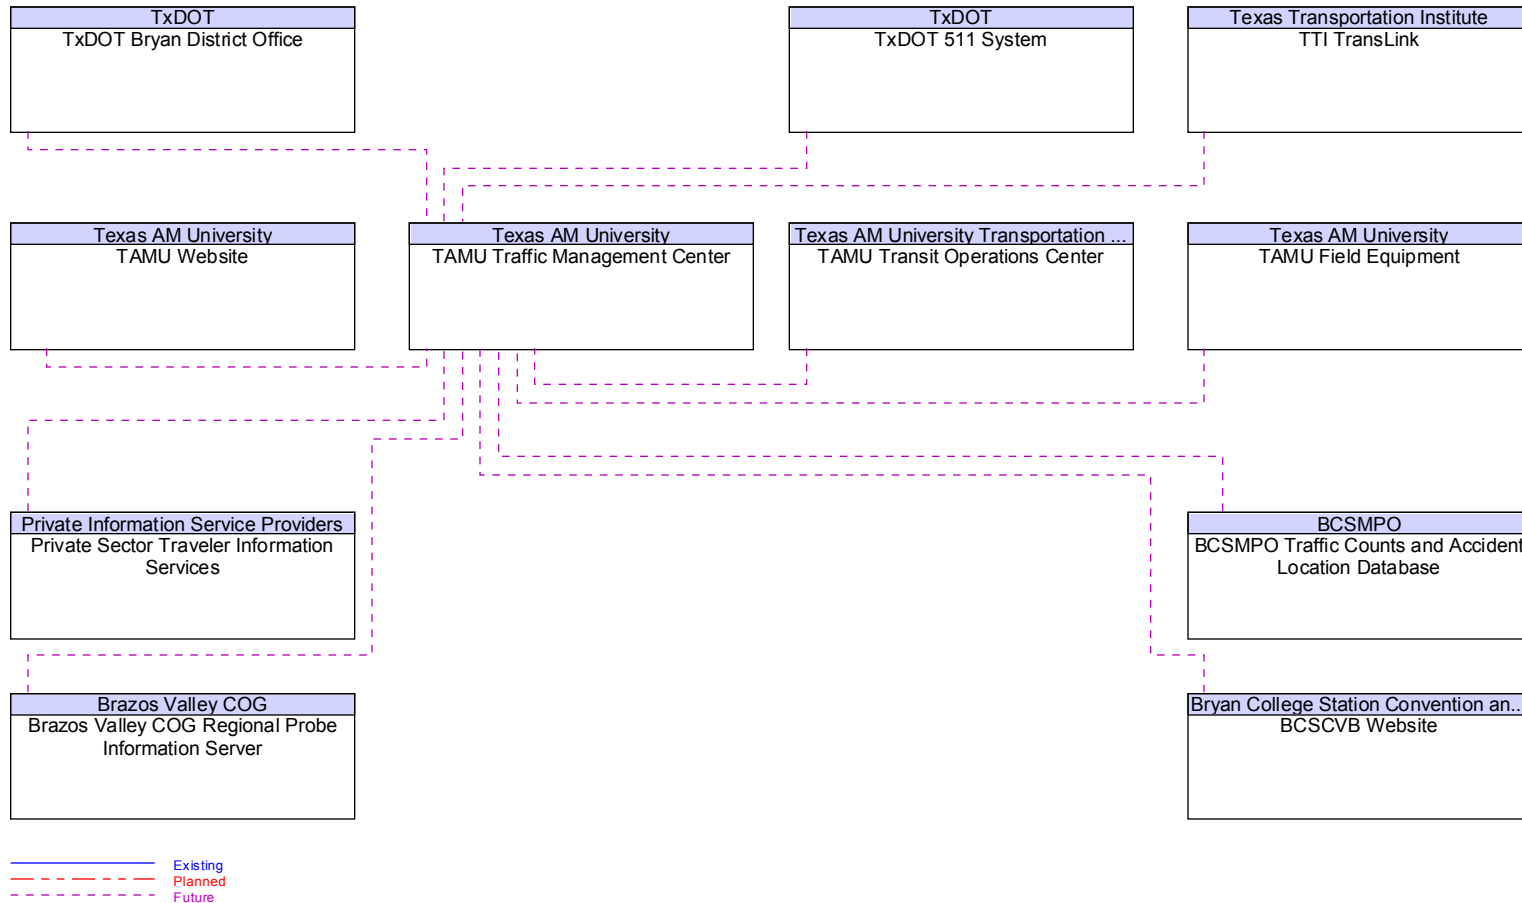 TxDOT
TxDOT Bryan District Office
TxDOT
TxDOT 511 System
Texas Transportation Institute
TTI TransLink
Texas AM University
TAMU Website
Texas AM University
TAMU Traffic Management Center
Texas AM University Transportation ...
TAMU Transit Operations Center
Texas AM University
TAMU Field Equipment
Private Information Service Providers
Private Sector Traveler Information
Services
BCSMPO
BCSMPO Traffic Counts and Accident
Location Database
Brazos Valley COG
Brazos Valley COG Regional Probe
Information Server
Bryan College Station Convention an...
BCSCVB Website
Existing
Planned
Future